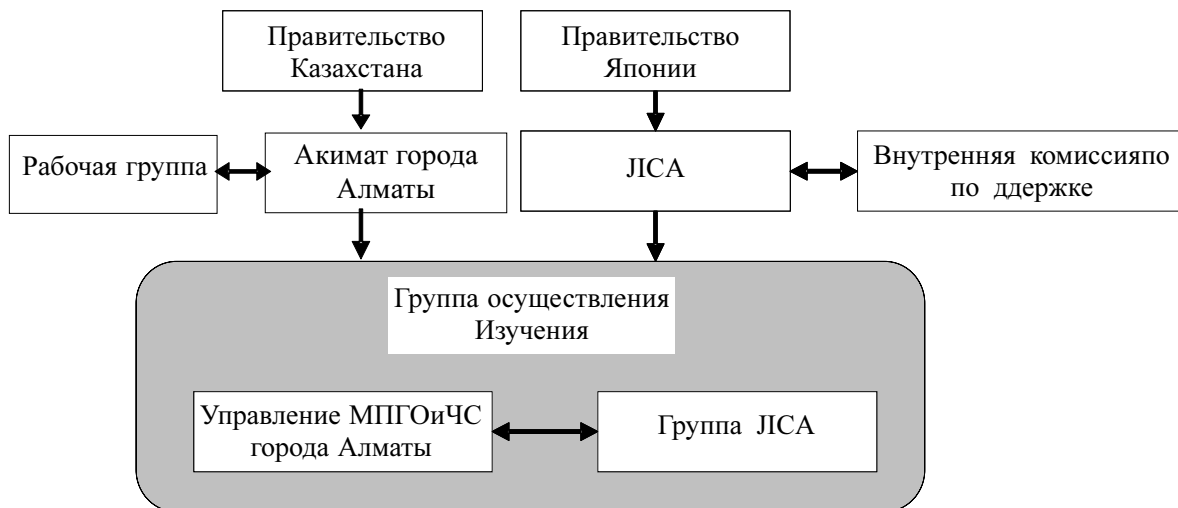 Правительство
Казахстана
Правительство
Японии
Рабочая группа
Акимат города
Алматы
JICA
Внутренняя комиссияпо
по ддержке
Группа осуществления
Изучения
Управление МПГОиЧС
города Алматы
Группа JICA